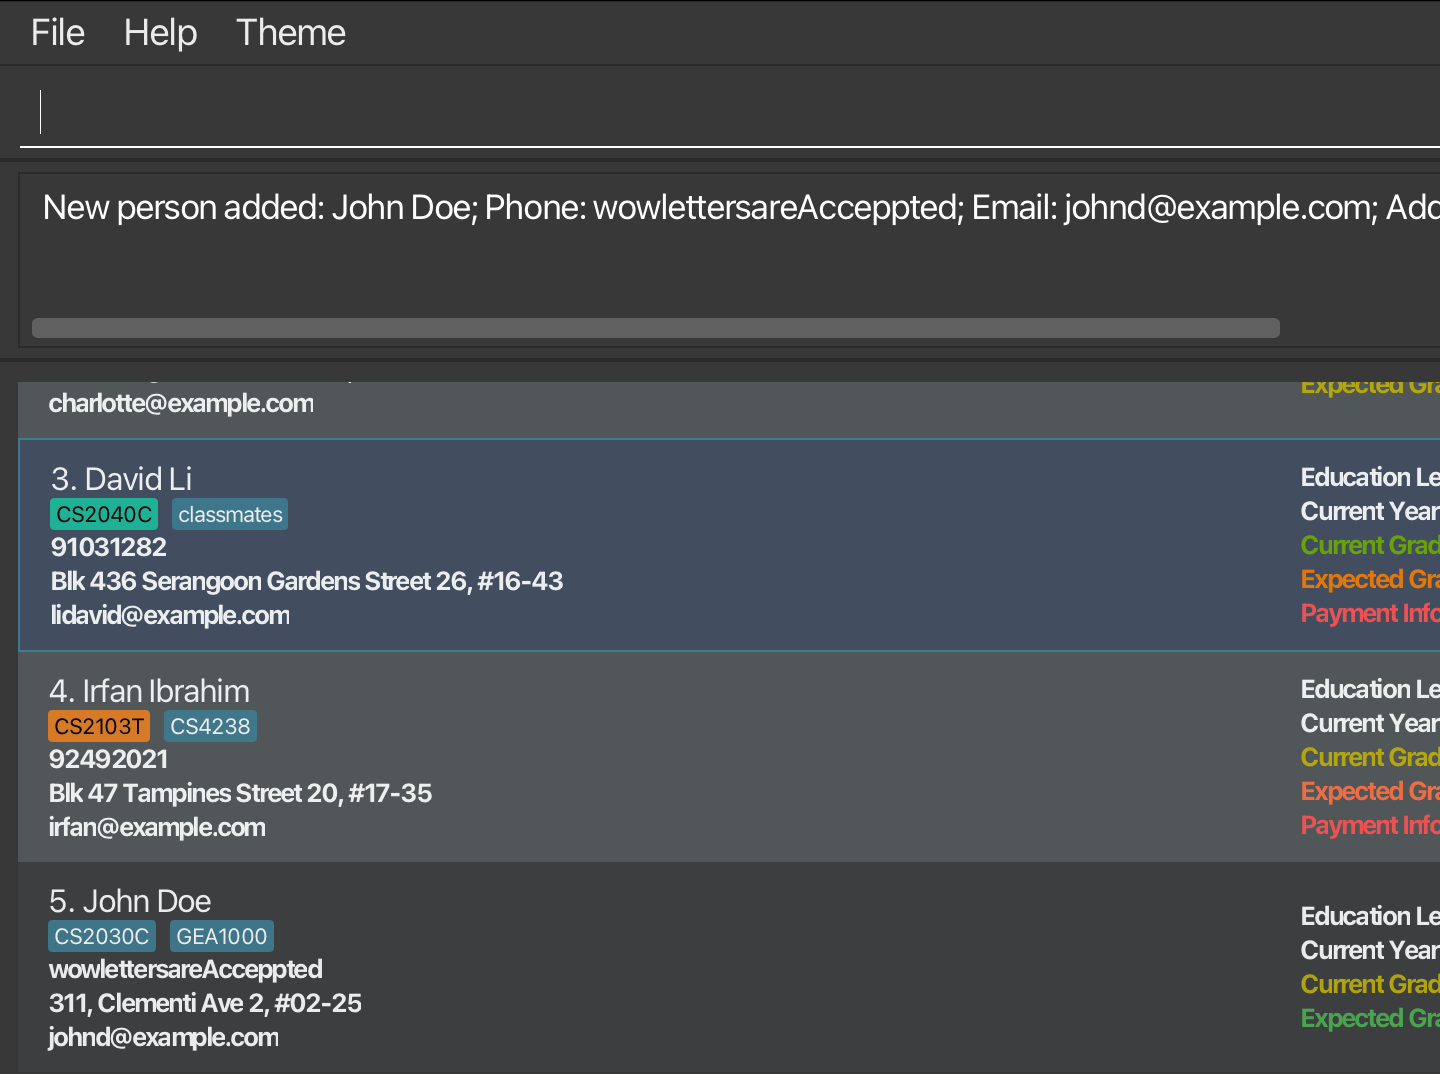 File Help Theme
New person added: John Doe; Phone: wowlettersareAcceppted; Email: johnd@example.com; Add
charlotte@example.com
Expected Gra
3. David Li
CS2040C classmates
91031282
Blk 436 Serangoon Gardens Street 26, #16-43
lidavid@example.com
Education Le
Current Year
Current Grad
Expected Gra
Payment Info
4. Irfan Ibrahim
CS2103T CS4238
92492021
Blk 47 Tampines Street 20, #17-35
irfan@example.com
Education Le
Current Year
Current Grad
Expected Gra
Payment Info
5. John Doe
CS2030C GEA1000
wowlettersareAcceppted
311, Clementi Ave 2, #02-25
johnd@example.com
Education Le
Current Year
Current Grad
Expected Gra